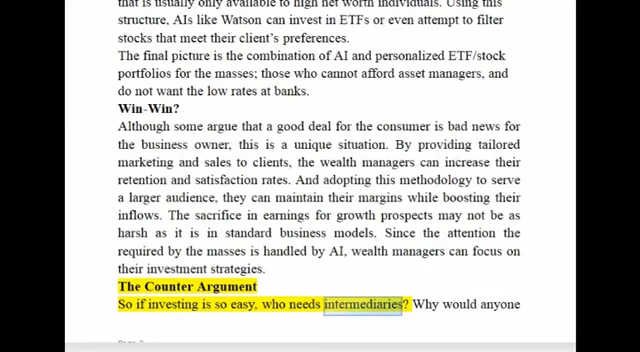 that is usually only available to high net worth individuals. Using this
structure, AIs like Watson can invest in ETFs or even attempt to filter
stocks that meet their client's preferences.
The final picture is the combination of AI and personalized ETF/stock
portfolios for the masses; those who cannot afford asset managers, and
do not want the low rates at banks.
Win-Win?
Although some argue that a good deal for the consumer is bad news for
the business owner, this is a unique situation. By providing tailored
marketing and sales to clients, the wealth managers can increase their
retention and satisfaction rates. And adopting this methodology to serve
a larger audience, they can maintain their margins while boosting their
inflows. The sacrifice in earnings for growth prospects may not be as
harsh as it is in standard business models. Since the attention the
required by the masses is handled by AI, wealth managers can focus on
their investment strategies.
The Counter Argument
So if investing is so easy, who needs intermediaries? Why would anyone